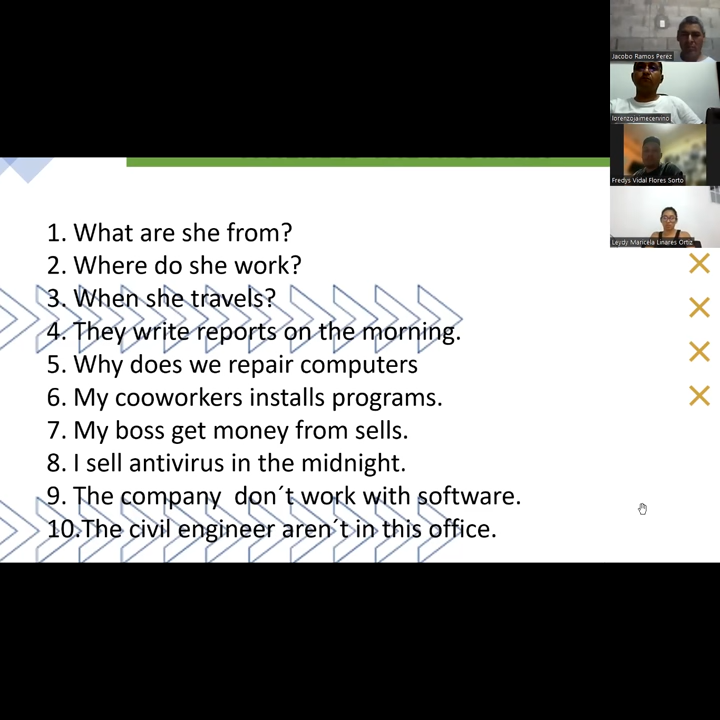 Jacobo Ramos Perez
lorenzojaimecervino
Fredys Vidal Flores Sorto
Leydy Maricela Linares Ortiz
1. What are she from?
2. Where do she work?
3. When she travels?
4. They write reports on the morning.
5. Why does we repair computers
6. My cooworkers installs programs.
7. My boss get money from sells.
8. I sell antivirus in the midnight.
9. The company  don´t work with software.
10.The civil engineer aren´t in this office.